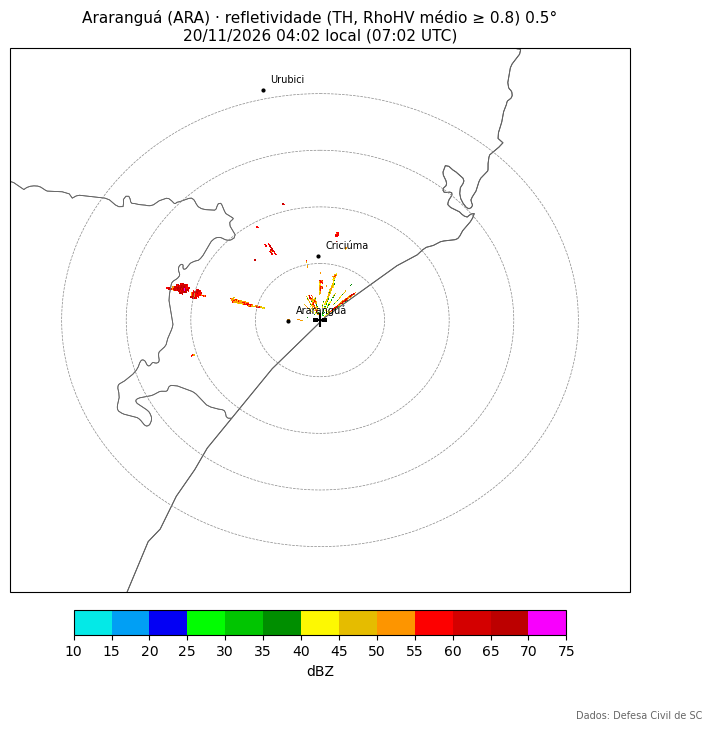 Araranguá (ARA) · refletividade (TH, RhoHV médio ≥ 0.8) 0.5°
20/11/2026 04:02 local (07:02 UTC)
Urubici
Criciúma
Araranguá
10 15 20 25 30 35 40 45 50 55 60 65 70 75
dBZ
Dados: Defesa Civil de SC